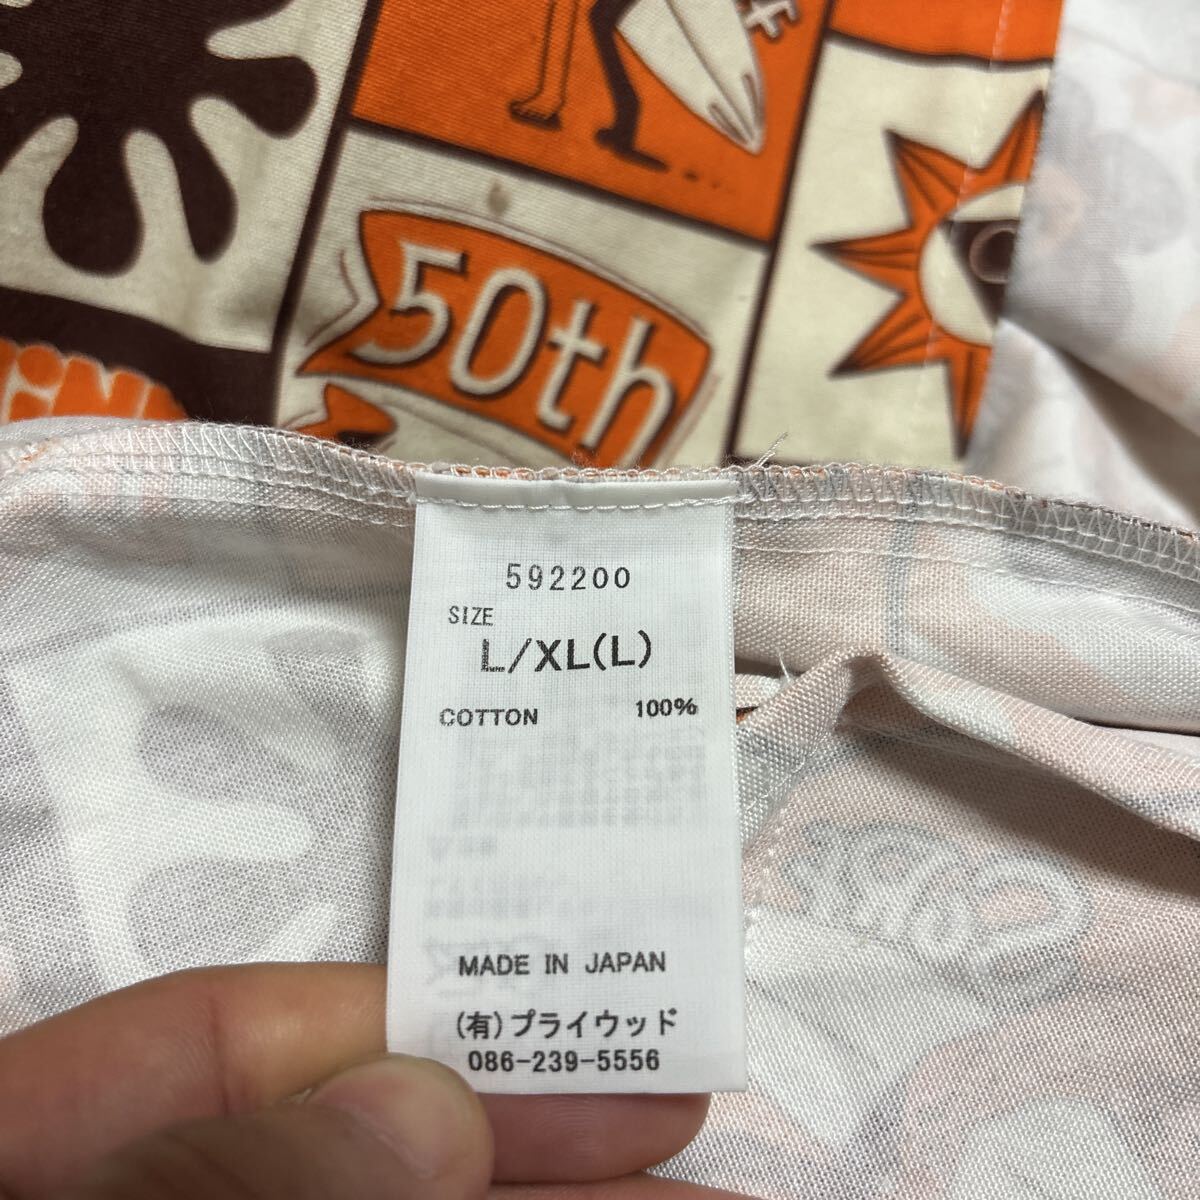 50th
592200
SIZE
L/XL(L)
COTTON 100%
MADE IN JAPAN
(有)プライウッド
086-239-5556